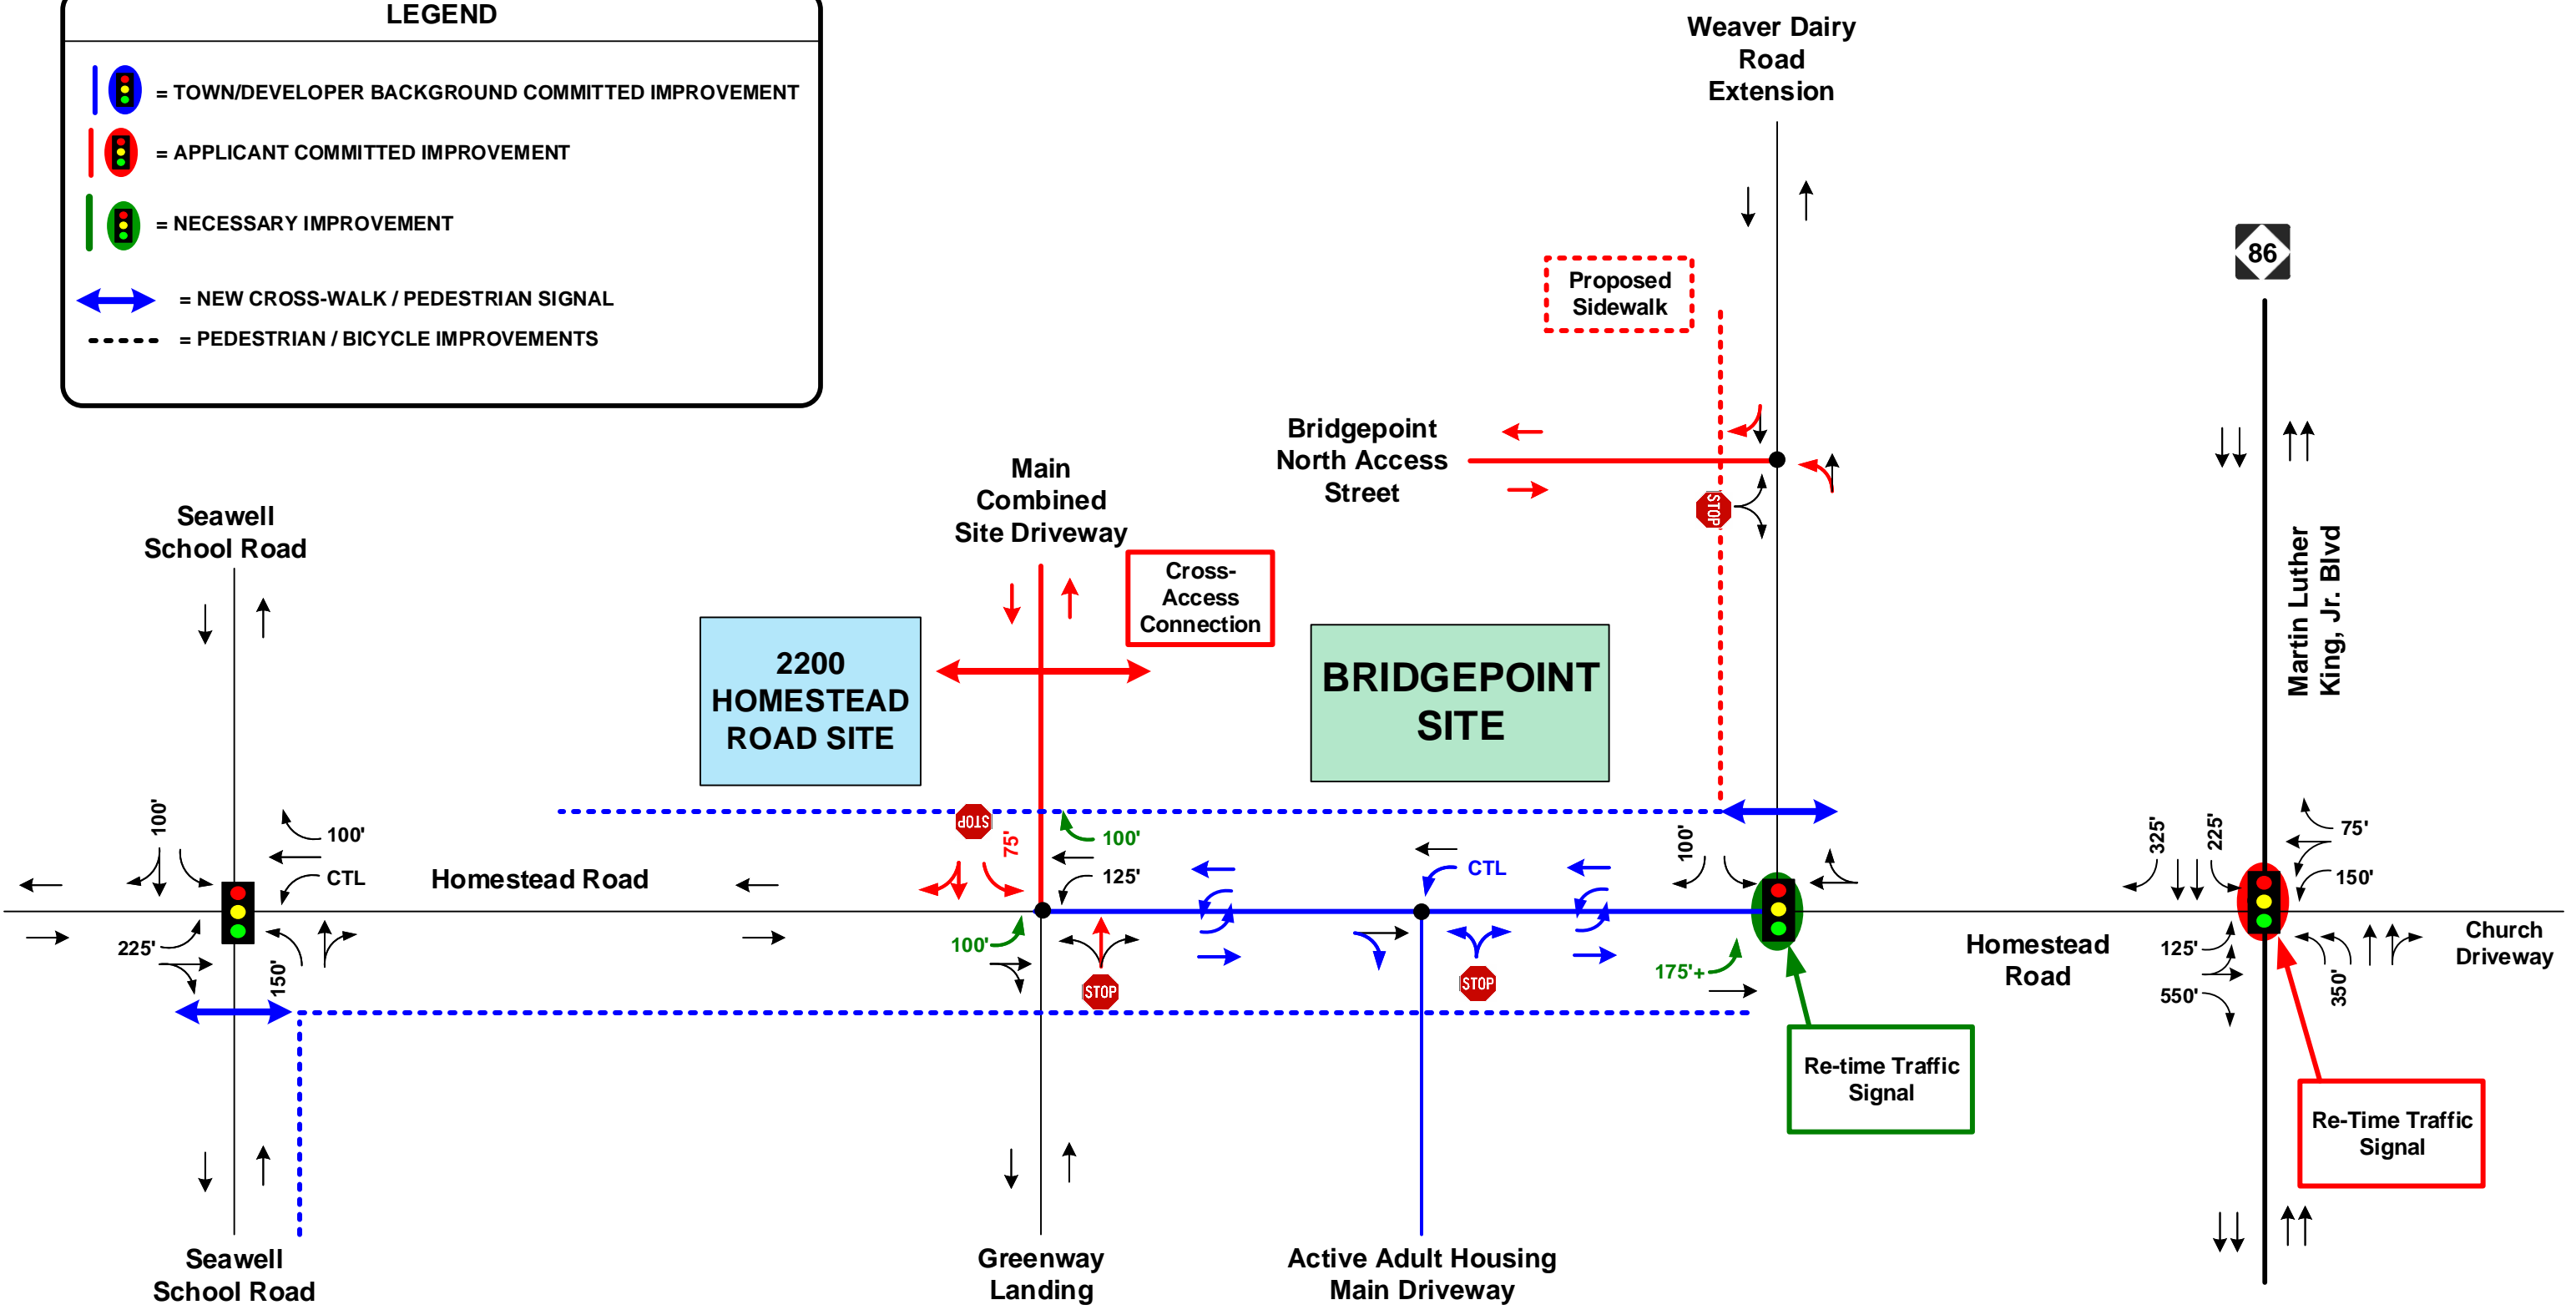 LEGEND
= TOWN/DEVELOPER BACKGROUND COMMITTED IMPROVEMENT
= APPLICANT COMMITTED IMPROVEMENT
= NECESSARY IMPROVEMENT
= NEW CROSS-WALK / PEDESTRIAN SIGNAL
= PEDESTRIAN / BICYCLE IMPROVEMENTS
Weaver Dairy
Road
Extension
86
Proposed
Sidewalk
Bridgepoint
North Access
Street
STOP
Main
Combined
Site Driveway
Cross-
Access
Connection
Seawell
School Road
Martin Luther
King, Jr. Blvd
2200
HOMESTEAD
ROAD SITE
BRIDGEPOINT
SITE
100'
100'
CTL
225'
150'
Homestead Road
STOP
75'
100'
125'
100'
STOP
CTL
STOP
100'
175'+
325'
225'
75'
150'
125'
550'
350'
Homestead
Road
Church
Driveway
Re-time Traffic
Signal
Re-Time Traffic
Signal
Seawell
School Road
Greenway
Landing
Active Adult Housing
Main Driveway